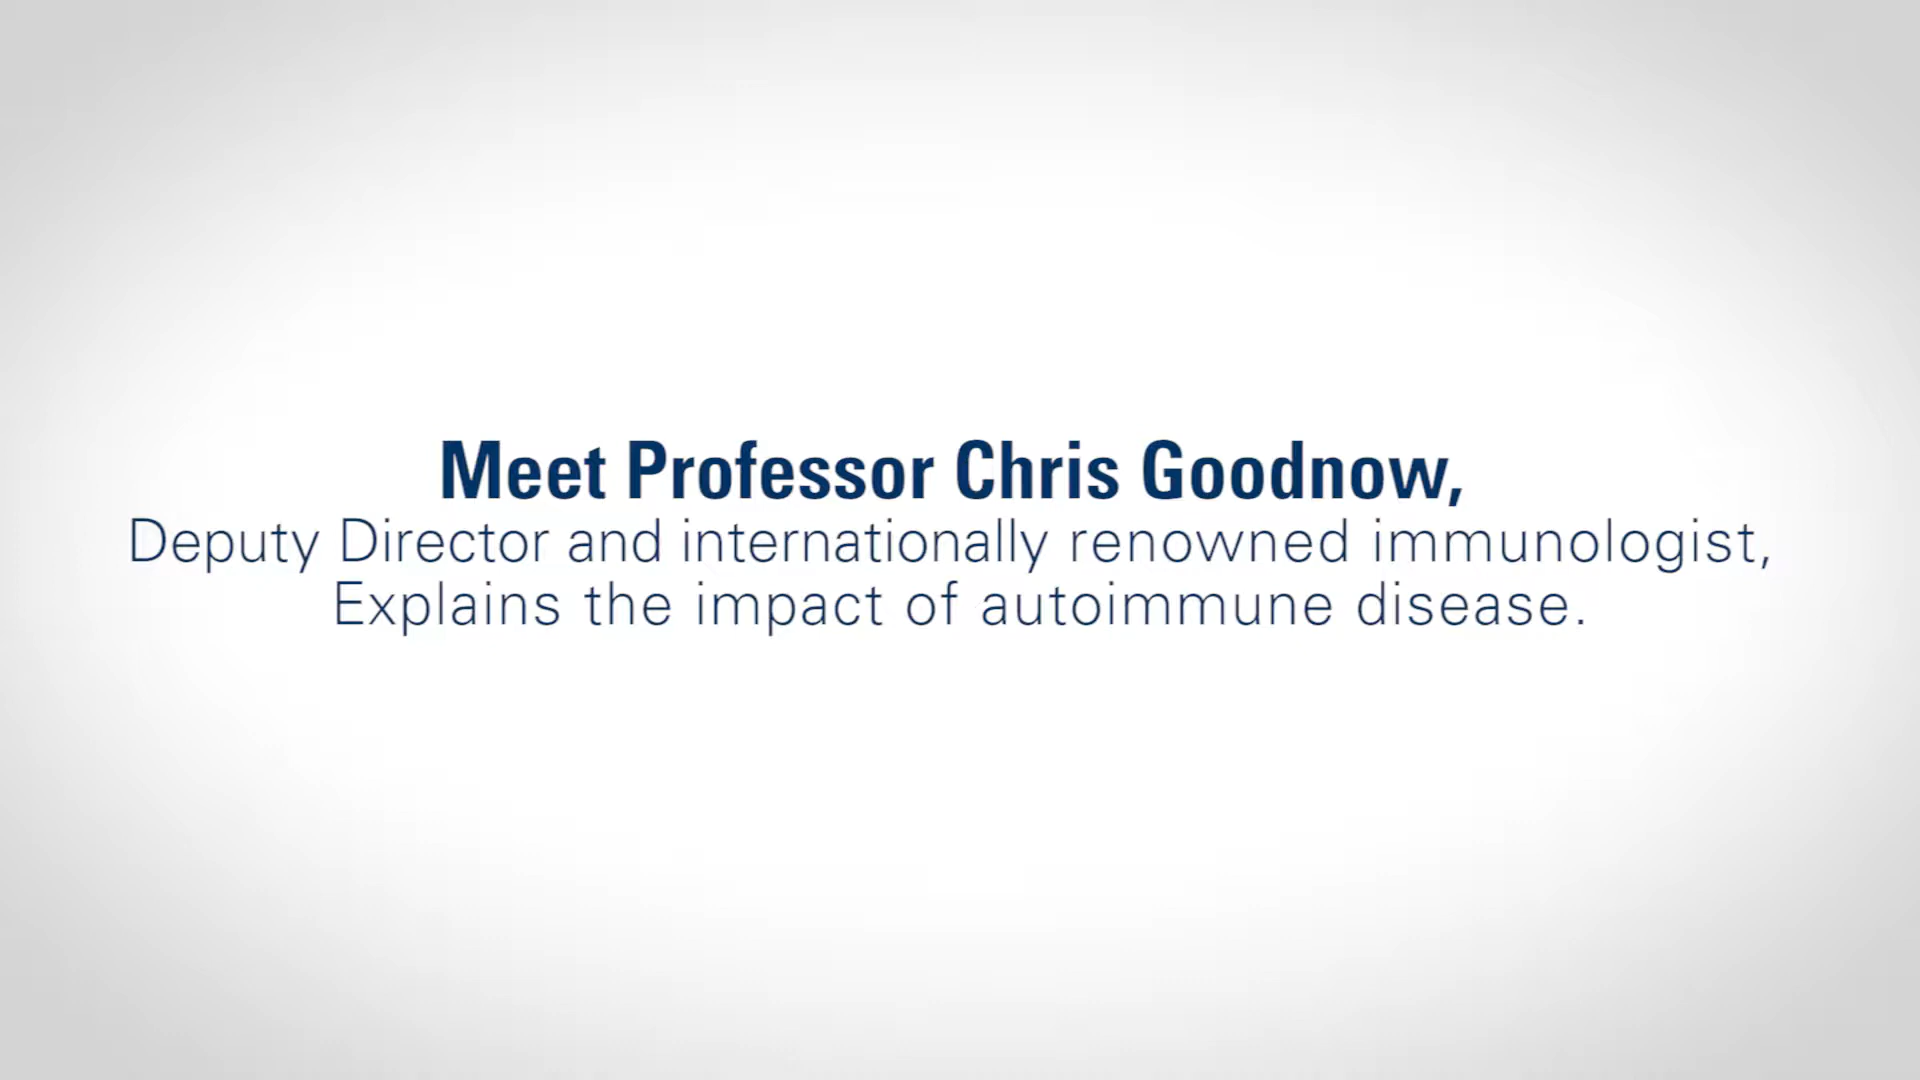 Meet Professor Chris Goodnow,
Deputy Director and internationally renowned immunologist,
Explains the impact of autoimmune disease.